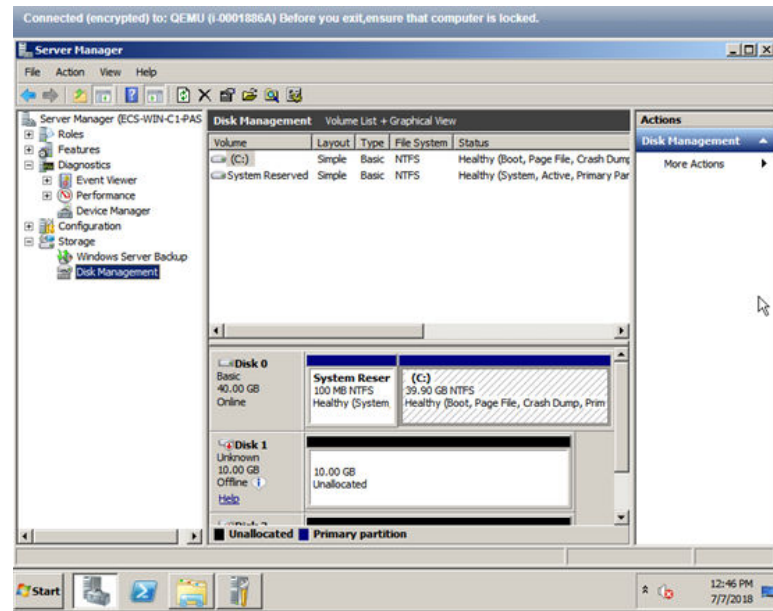 Connected (encrypted) to: QEMU (i-0001886A) Before you exit,ensure that computer is locked.
Server Manager
File Action View Help
Server Manager (ECS-WIN-C1-PAS
Roles
Features
Diagnostics
Event Viewer
Performance
Device Manager
Configuration
Storage
Windows Server Backup
Disk Management
Disk Management Volume List + Graphical View
Volume Layout Type File System Status
(C:) Simple Basic NTFS Healthy (Boot, Page File, Crash Dump
System Reserved Simple Basic NTFS Healthy (System, Active, Primary Par
Disk 0
Basic
40.00 GB
Online
System Reser
100 MB NTFS
Healthy (System
(C:)
39.90 GB NTFS
Healthy (Boot, Page File, Crash Dump, Prim
Disk 1
Unknown
10.00 GB
Offline
Help
10.00 GB
Unallocated
Unallocated Primary partition
Actions
Disk Management
More Actions
Start
12:46 PM
7/7/2018